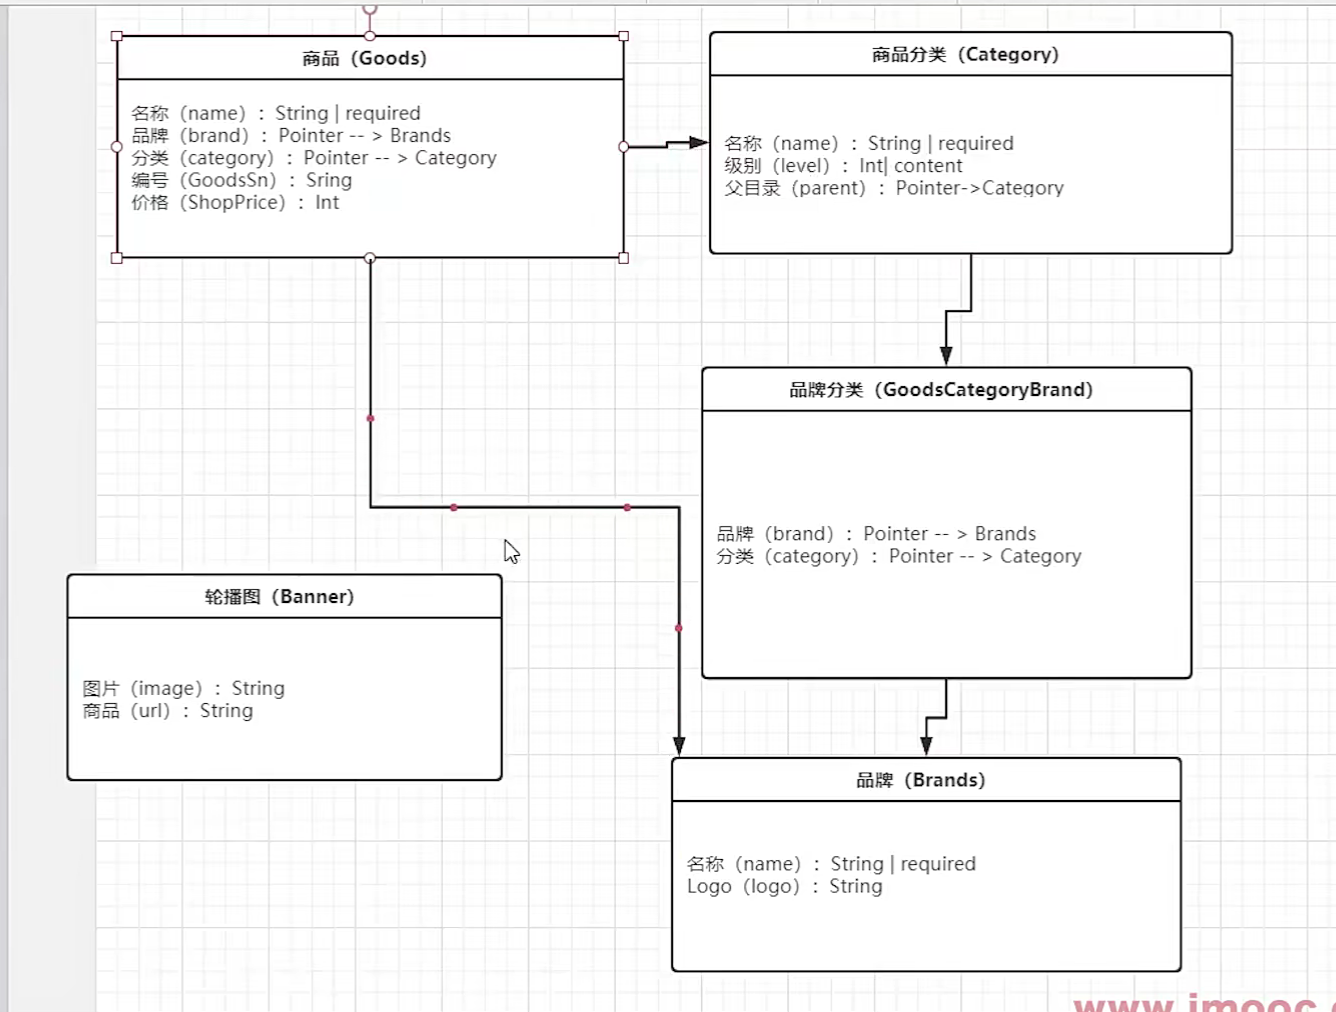 商品（Goods）
名称（name）：String | required
品牌（brand）：Pointer -- > Brands
分类（category）：Pointer -- > Category
编号（GoodsSn）：Sring
价格（ShopPrice）：Int
商品分类（Category）
名称（name）：String | required
级别（level）：Int| content
父目录（parent）：Pointer->Category
品牌分类（GoodsCategoryBrand）
品牌（brand）：Pointer -- > Brands
分类（category）：Pointer -- > Category
轮播图（Banner）
图片（image）：String
商品（url）：String
品牌（Brands）
名称（name）：String | required
Logo（logo）：String
www.imooc.